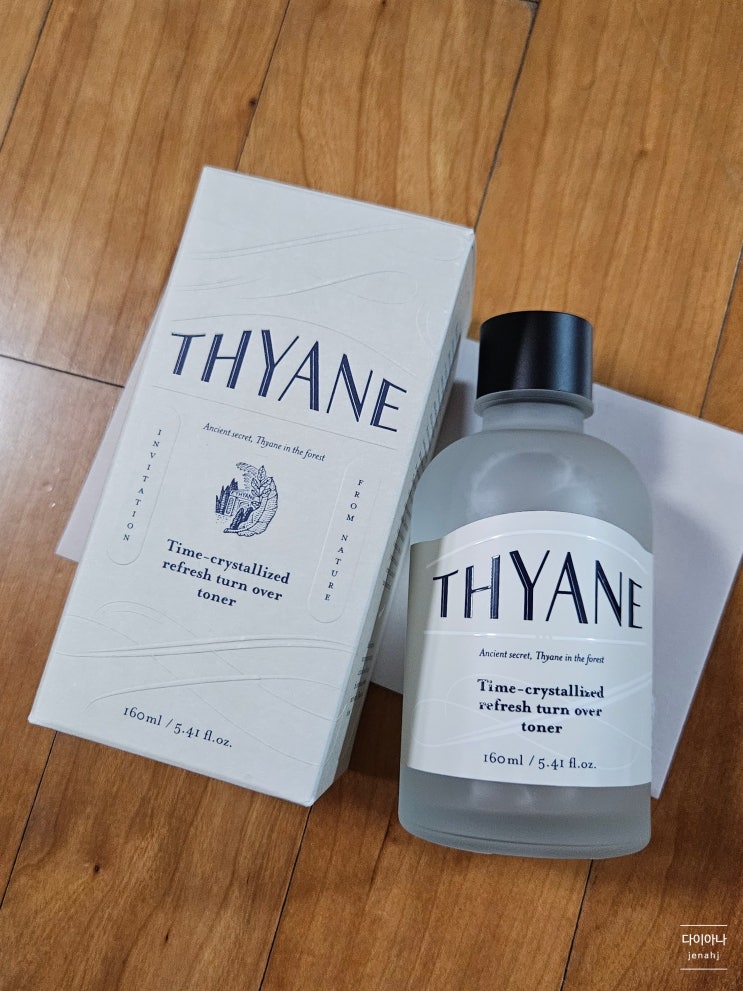 THYANE
Ancient secret, Thyane in the forest
INVITATION
THYANE
FROM NATURE
Time-crystallized
refresh turn over
toner
160ml / 5.41 fl.oz.
THYANE
Ancient secret, Thyane in the forest
Time-crystallized
refresh turn over
toner
160ml / 5.41 fl.oz.
다이아나
jenahj